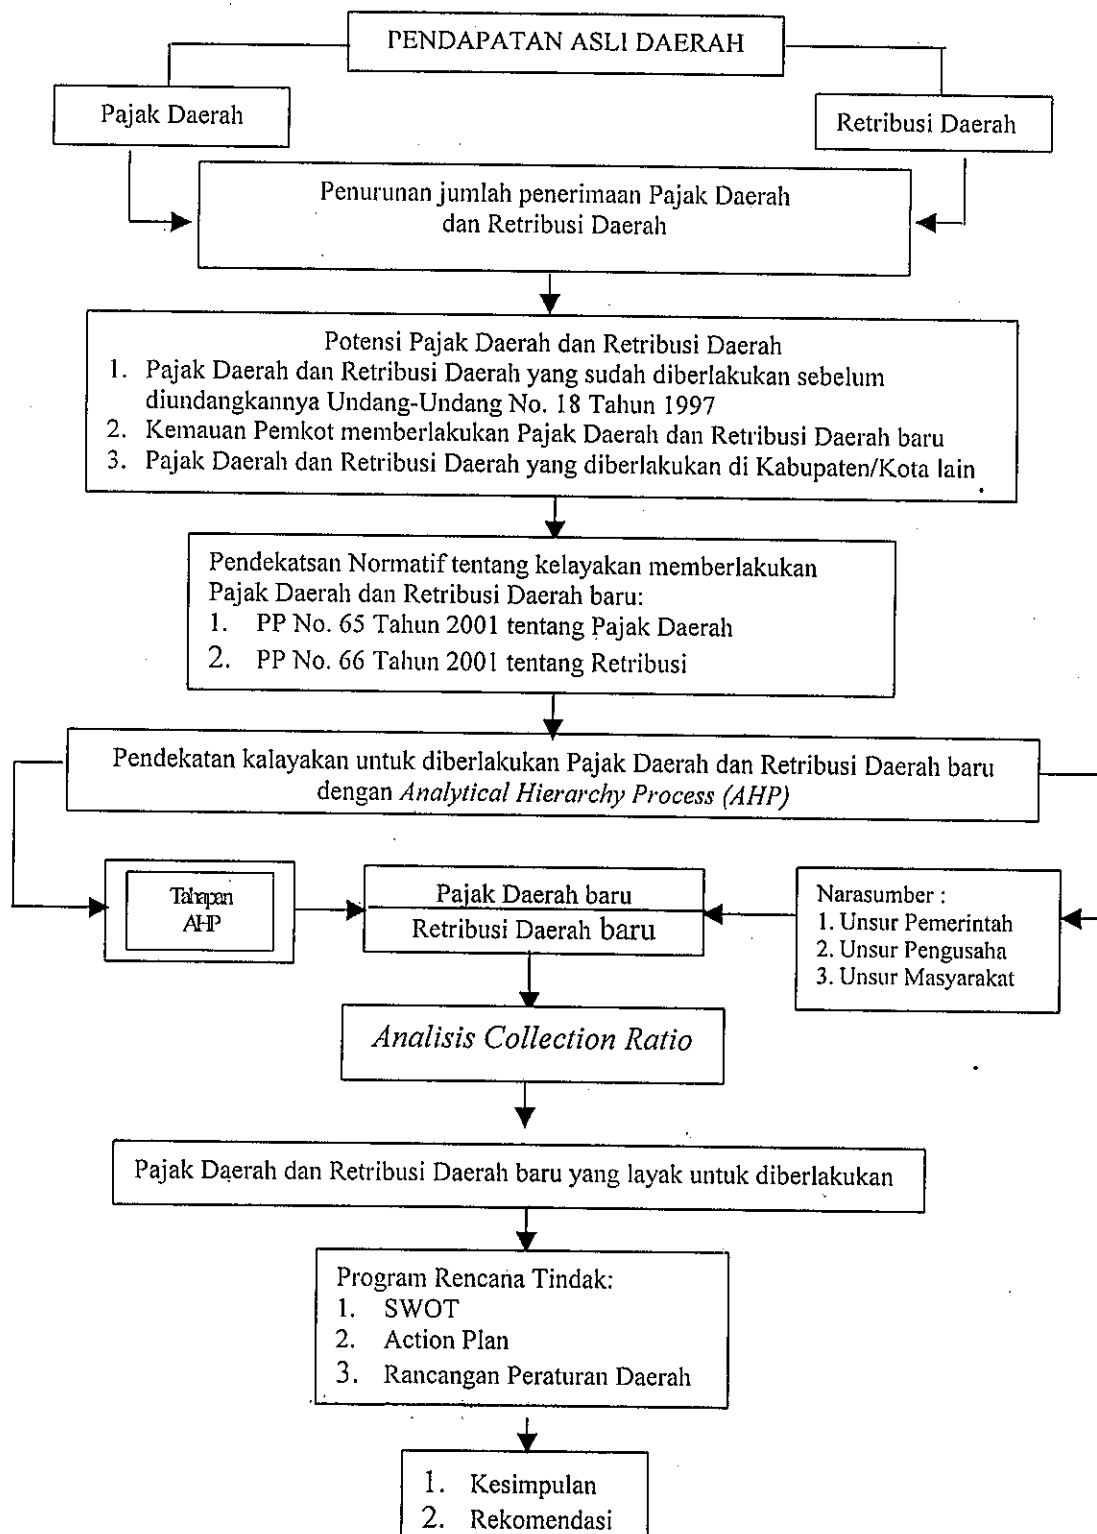 PENDAPATAN ASLI DAERAH
Pajak Daerah
Retribusi Daerah
Penurunan jumlah penerimaan Pajak Daerah
dan Retribusi Daerah
Potensi Pajak Daerah dan Retribusi Daerah
1. Pajak Daerah dan Retribusi Daerah yang sudah diberlakukan sebelum
diundangkannya Undang-Undang No. 18 Tahun 1997
2. Kemauan Pemkot memberlakukan Pajak Daerah dan Retribusi Daerah baru
3. Pajak Daerah dan Retribusi Daerah yang diberlakukan di Kabupaten/Kota lain
Pendekatsan Normatif tentang kelayakan memberlakukan
Pajak Daerah dan Retribusi Daerah baru:
1. PP No. 65 Tahun 2001 tentang Pajak Daerah
2. PP No. 66 Tahun 2001 tentang Retribusi
Pendekatan kalayakan untuk diberlakukan Pajak Daerah dan Retribusi Daerah baru
dengan Analytical Hierarchy Process (AHP)
Tahapan
AHP
Pajak Daerah baru
Retribusi Daerah baru
Narasumber :
1. Unsur Pemerintah
2. Unsur Pengusaha
3. Unsur Masyarakat
Analisis Collection Ratio
Pajak Daerah dan Retribusi Daerah baru yang layak untuk diberlakukan
Program Rencana Tindak:
1. SWOT
2. Action Plan
3. Rancangan Peraturan Daerah
1. Kesimpulan
2. Rekomendasi